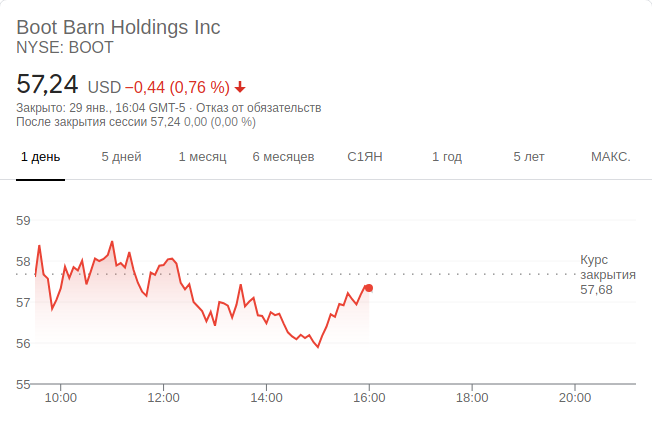 Boot Barn Holdings Inc
NYSE: BOOT
57,24 USD −0,44 (0,76 %)
Закрыто: 29 янв., 16:04 GMT-5 · Отказ от обязательств
После закрытия сессии 57,24 0,00 (0,00 %)
1 день 5 дней 1 месяц 6 месяцев С1ЯН 1 год 5 лет МАКС.
59
58
57
56
55
Курс
закрытия
57,68
10:00 12:00 14:00 16:00 18:00 20:00